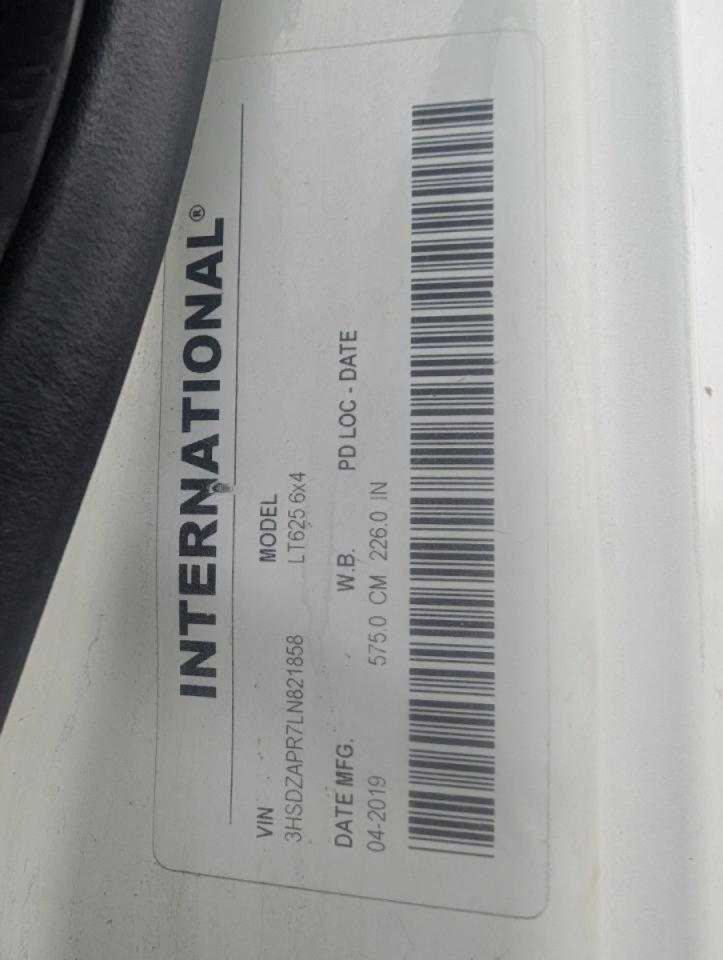 INTERNATIONAL®
VIN MODEL
3HSDZAPR7LN821858 LT625 6x4
DATE MFG. W.B. PD LOC - DATE
04-2019 575.0 CM 226.0 IN